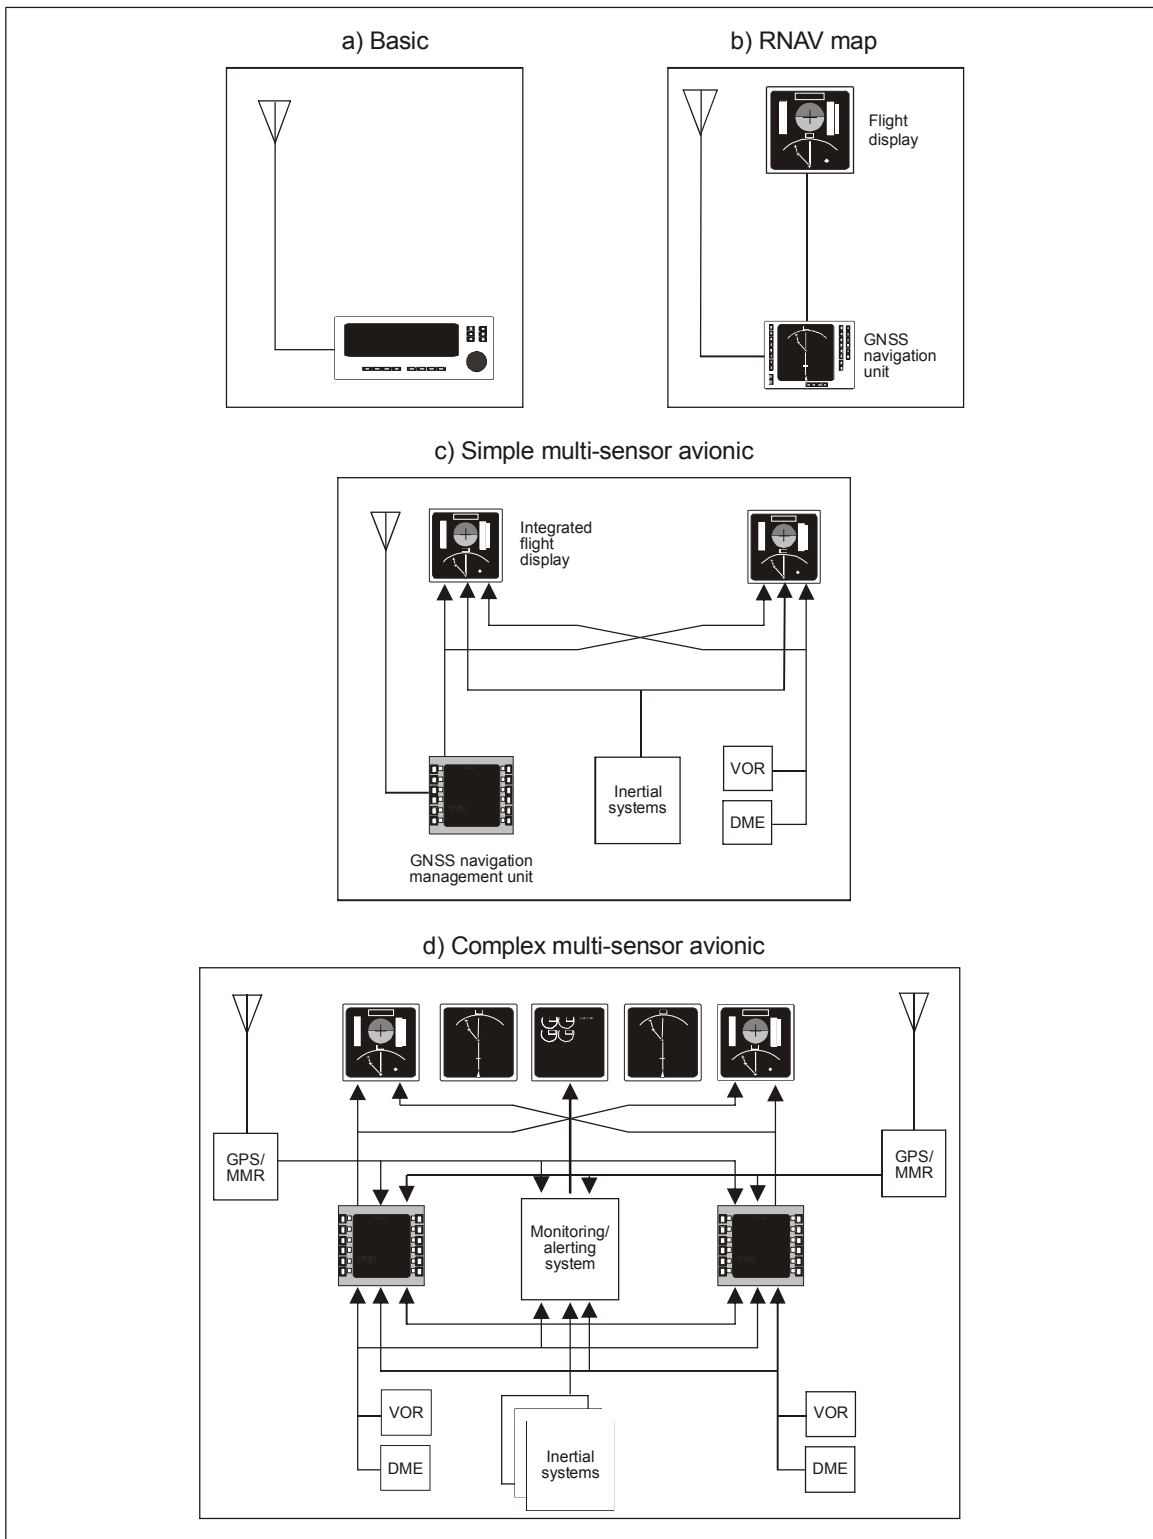 a) Basic
b) RNAV map
Flight
display
GNSS
navigation
unit
c) Simple multi-sensor avionic
Integrated
flight
display
VOR
Inertial
systems
DME
GNSS navigation
management unit
d) Complex multi-sensor avionic
GPS/
MMR
GPS/
MMR
Monitoring/
alerting
system
VOR
VOR
Inertial
systems
DME
DME